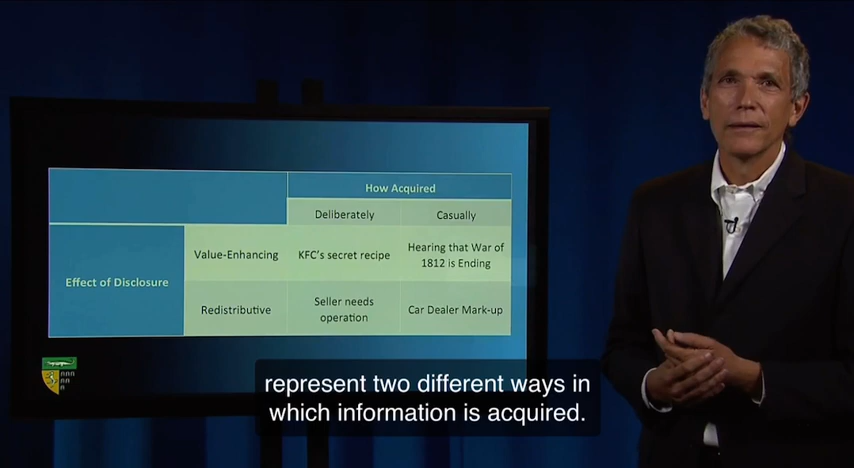 How Acquired
Deliberately Casually
Value-Enhancing KFC's secret recipe Hearing that War of
1812 is Ending
Effect of Disclosure
Redistributive Seller needs
operation Car Dealer Mark-up
represent two different ways in
which information is acquired.